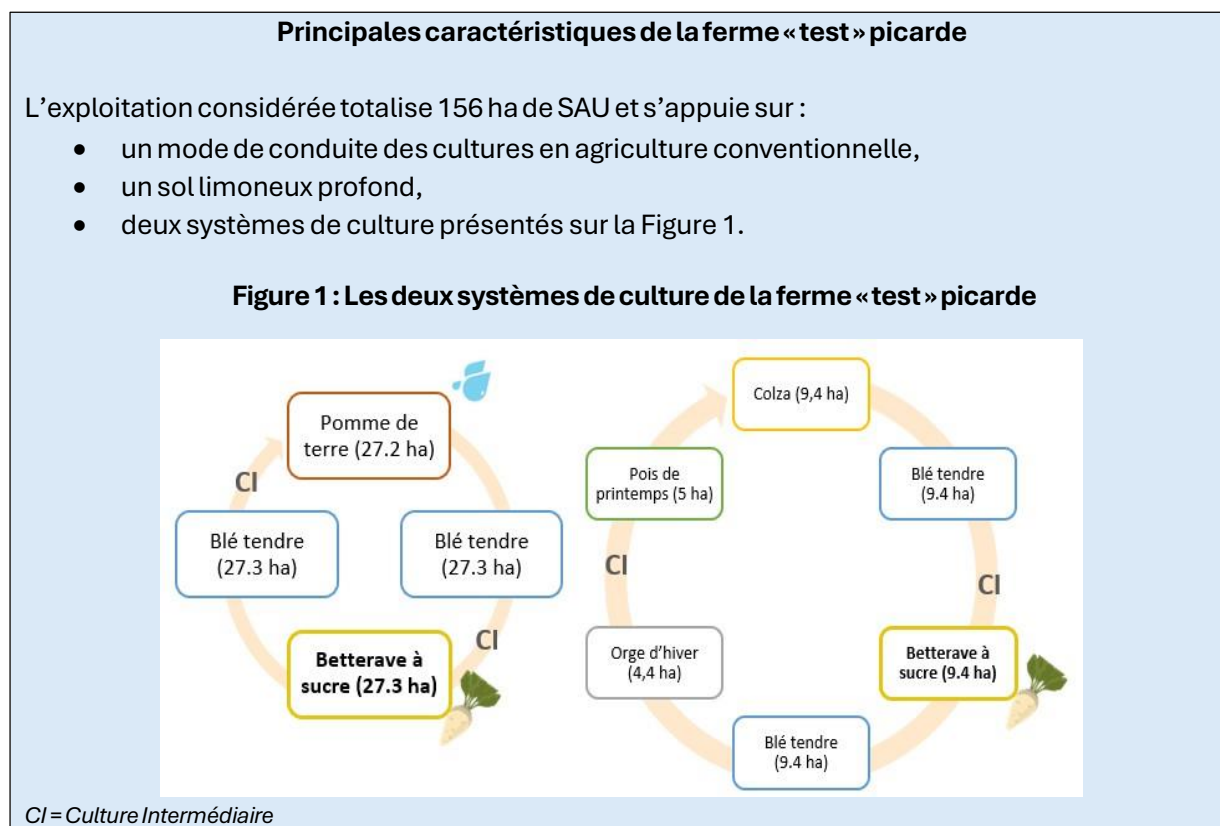 Principales caractéristiques de la ferme « test » picarde
L’exploitation considérée totalise 156 ha de SAU et s’appuie sur :
• un mode de conduite des cultures en agriculture conventionnelle,
• un sol limoneux profond,
• deux systèmes de culture présentés sur la Figure 1.
Figure 1 : Les deux systèmes de culture de la ferme « test » picarde
Pomme de
terre (27.2 ha)
CI
Blé tendre
(27.3 ha)
Blé tendre
(27.3 ha)
CI
Betterave à
sucre (27.3 ha)
Colza (9,4 ha)
Pois de
printemps (5 ha)
Blé tendre
(9.4 ha)
CI
CI
Orge d’hiver
(4,4 ha)
Betterave à
sucre (9.4 ha)
Blé tendre
(9.4 ha)
CI = Culture Intermédiaire